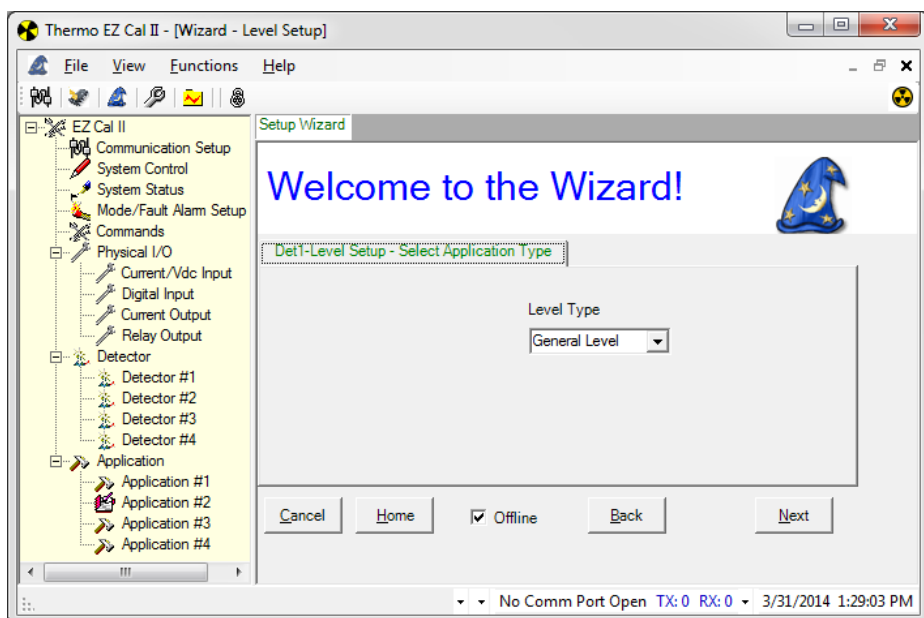 Thermo EZ Cal II - [Wizard - Level Setup]
File View Functions Help
EZ Cal II
Communication Setup
System Control
System Status
Mode/Fault Alarm Setup
Commands
Physical I/O
Current/Vdc Input
Digital Input
Current Output
Relay Output
Detector
Detector #1
Detector #2
Detector #3
Detector #4
Application
Application #1
Application #2
Application #3
Application #4
Setup Wizard
Welcome to the Wizard!
Det1-Level Setup - Select Application Type
Level Type
General Level
Cancel Home Offline Back Next
No Comm Port Open TX: 0 RX: 0 3/31/2014 1:29:03 PM